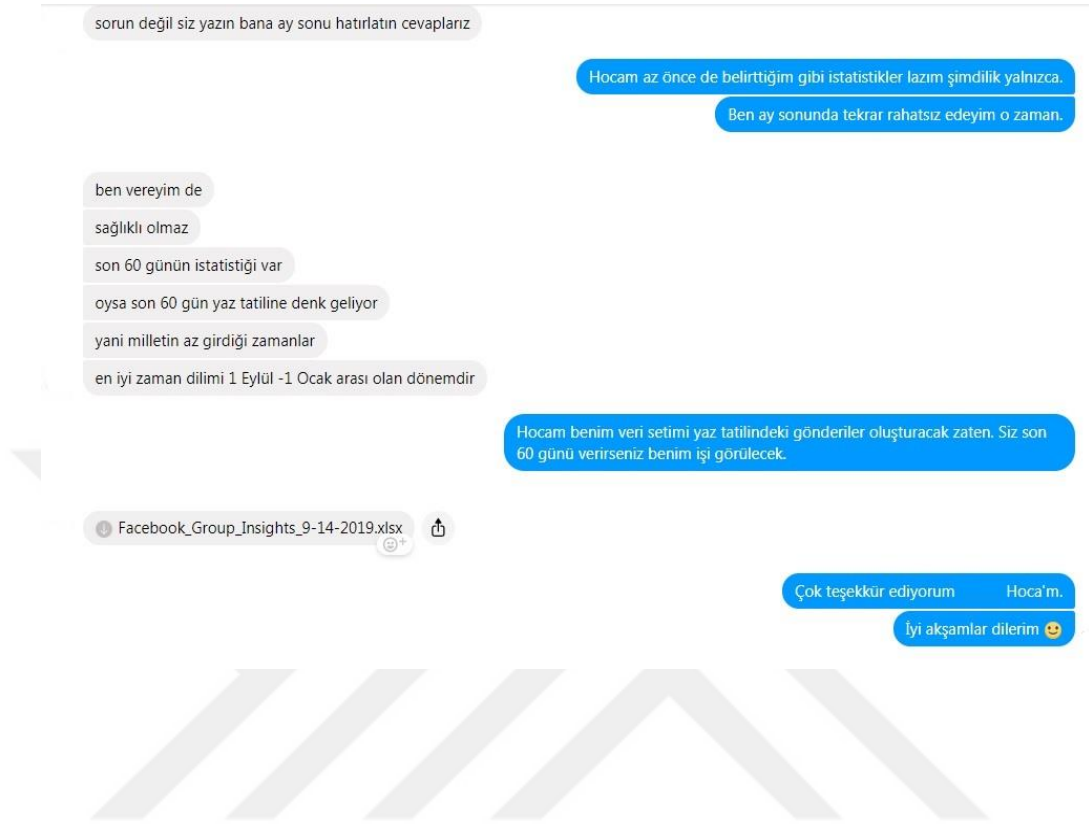 sorun değil siz yazın bana ay sonu hatırlatın cevaplarız
Hocam az önce de belirttiğim gibi istatistikler lazım şimdilik yalnızca.
Ben ay sonunda tekrar rahatsız edeyim o zaman.
ben vereyim de
sağlıklı olmaz
son 60 günün istatistiği var
oysa son 60 gün yaz tatiline denk geliyor
yani milletin az girdiği zamanlar
en iyi zaman dilimi 1 Eylül -1 Ocak arası olan dönemdir
Hocam benim veri setimi yaz tatilindeki gönderiler oluşturacak zaten. Siz son
60 günü verirseniz benim işi görülecek.
Facebook_Group_Insights_9-14-2019.xlsx
Çok teşekkür ediyorum Hoca'm.
İyi akşamlar dilerim 🙂